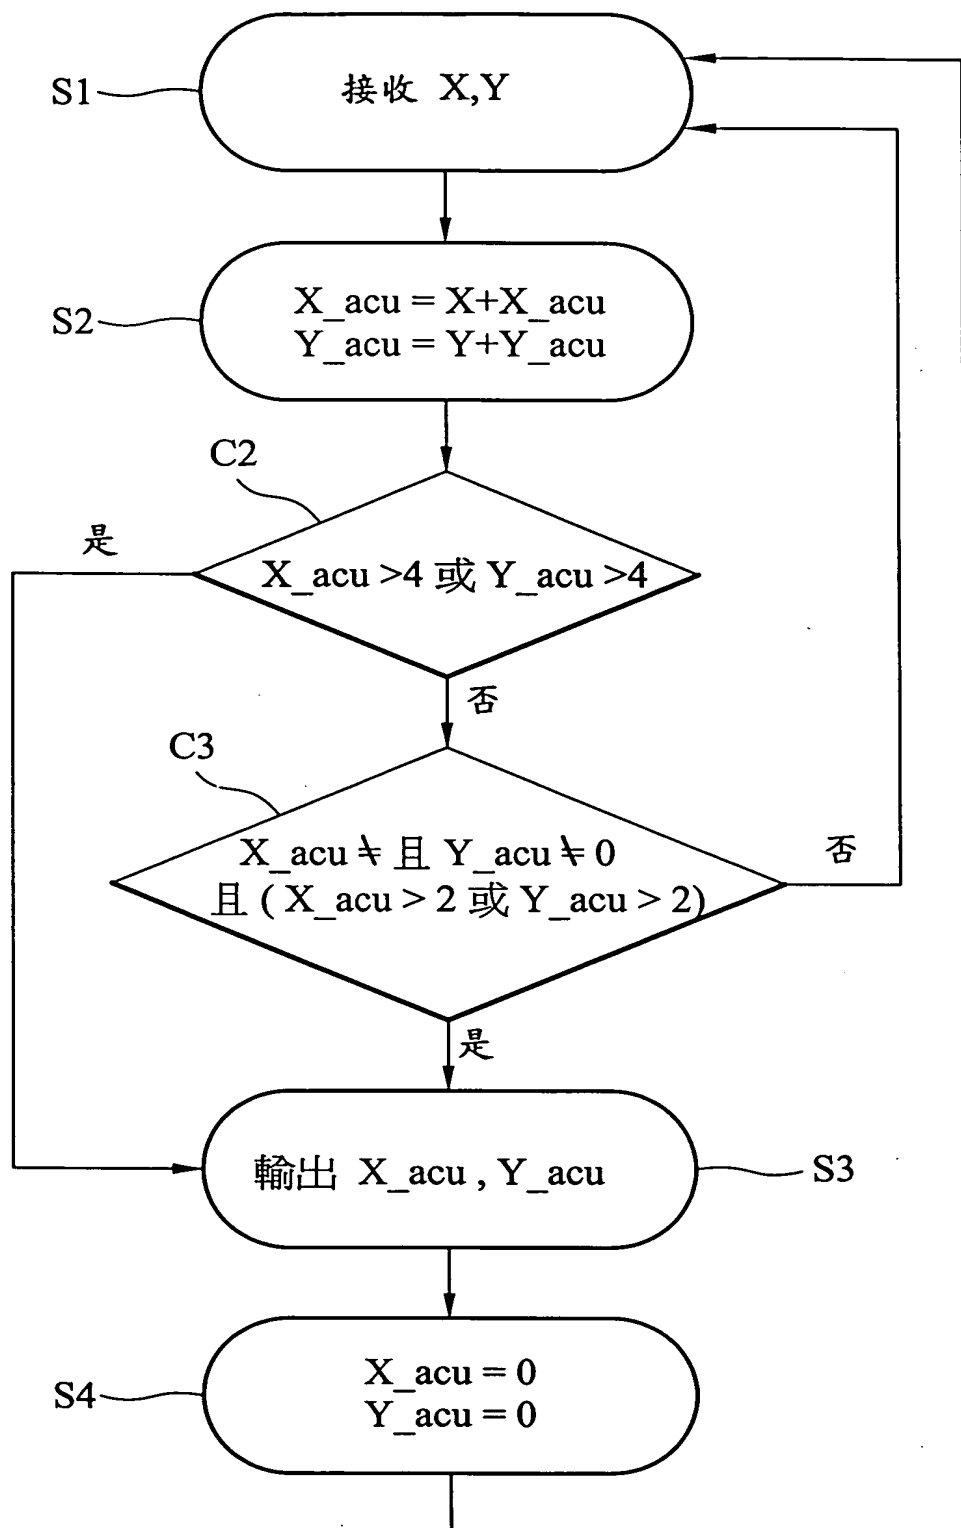 S1
接收 X,Y
S2
X_acu = X+X_acu
Y_acu = Y+Y_acu
C2
是
X_acu >4 或 Y_acu >4
否
C3
X_acu ≠ 且 Y_acu ≠ 0
且 ( X_acu > 2 或 Y_acu > 2)
否
是
輸出 X_acu , Y_acu
S3
S4
X_acu = 0
Y_acu = 0